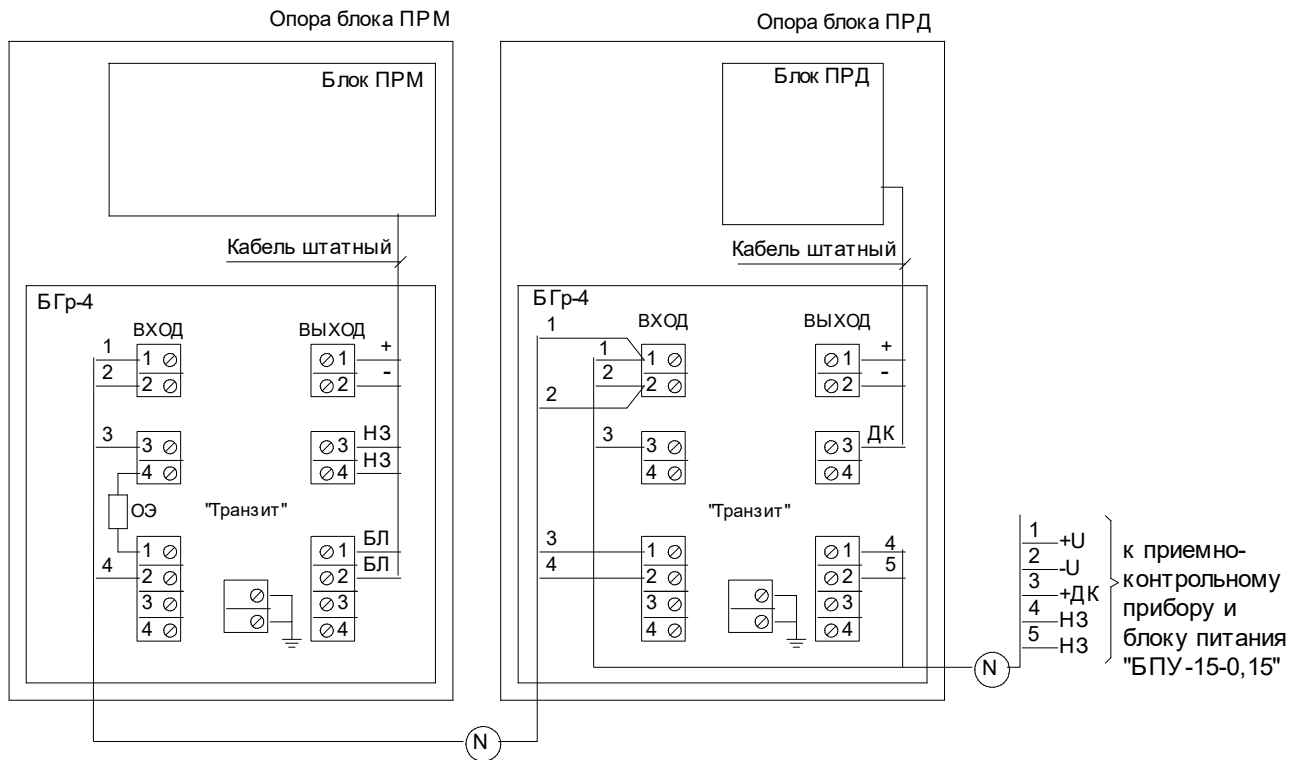 Опора блока ПРМ
Блок ПРМ
Кабель штатный
БГр-4
ВХОД
ВЫХОД
1
2
1
2
1
2
+
-
3
3
4
3
4
НЗ
НЗ
ОЭ
"Транзит"
4
1
2
3
4
1
2
3
4
БЛ
БЛ
N
Опора блока ПРД
Блок ПРД
Кабель штатный
БГр-4
ВХОД
ВЫХОД
1
1
2
2
1
2
1
2
+
-
3
3
4
3
4
ДК
"Транзит"
3
4
1
2
3
4
1
2
3
4
4
5
N
1 +U
2 -U
3 +ДК
4 НЗ
5 НЗ
к приемно-
контрольному
прибору и
блоку питания
"БПУ-15-0,15"